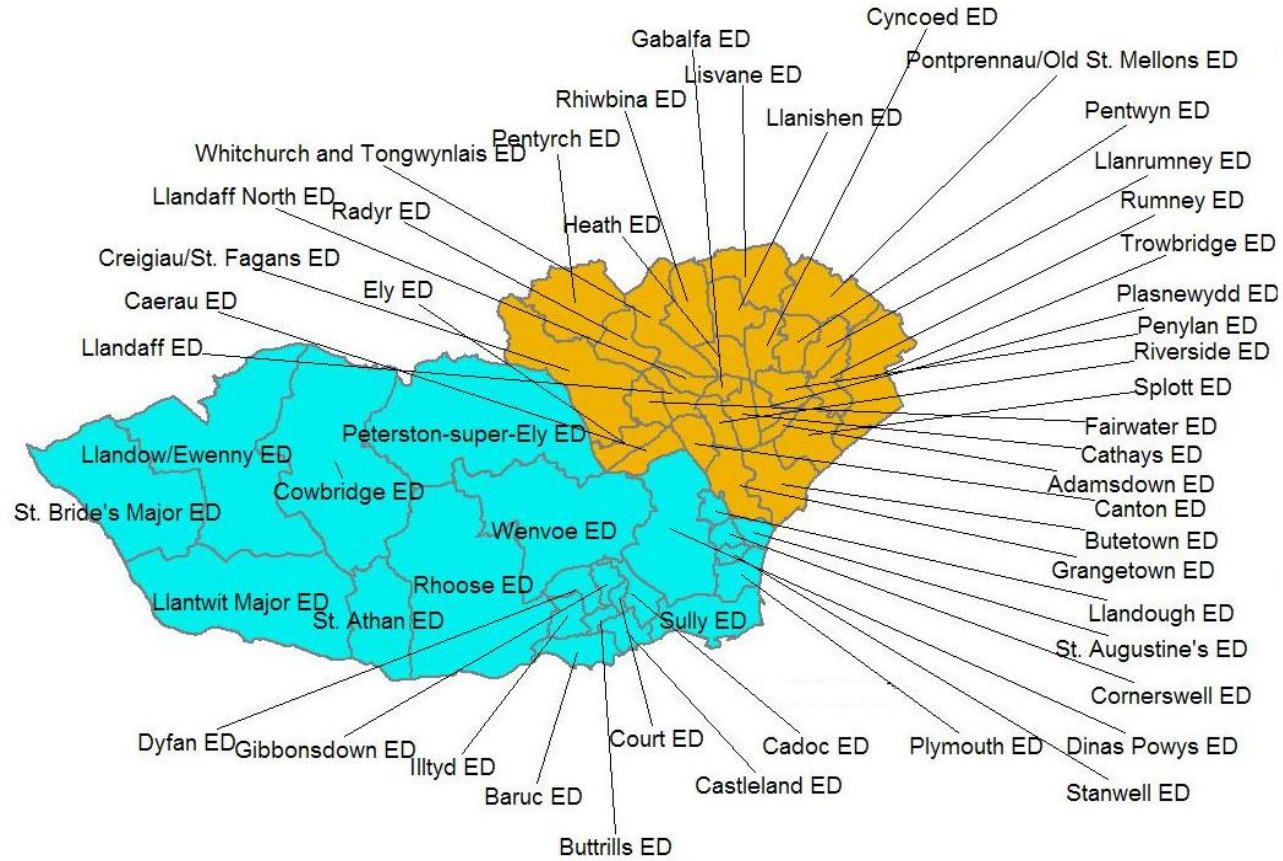 Cyncoed ED
Gabalfa ED
Pontprennau/Old St. Mellons ED
Lisvane ED
Rhiwbina ED
Pentwyn ED
Llanishen ED
Pentyrch ED
Whitchurch and Tongwynlais ED
Llanrumney ED
Llandaff North ED
Radyr ED
Rumney ED
Heath ED
Trowbridge ED
Creigiau/St. Fagans ED
Ely ED
Plasnewydd ED
Caerau ED
Penylan ED
Llandaff ED
Riverside ED
Splott ED
Fairwater ED
Peterston-super-Ely ED
Llandow/Ewenny ED
Cathays ED
Adamsdown ED
Cowbridge ED
Canton ED
St. Bride's Major ED
Wenvoe ED
Butetown ED
Grangetown ED
Rhoose ED
Llantwit Major ED
Llandough ED
St. Athan ED
Sully ED
St. Augustine's ED
Cornerswell ED
Dyfan ED
Gibbonsdown ED
Court ED
Cadoc ED
Plymouth ED
Dinas Powys ED
Illtyd ED
Castleland ED
Stanwell ED
Baruc ED
Buttrills ED